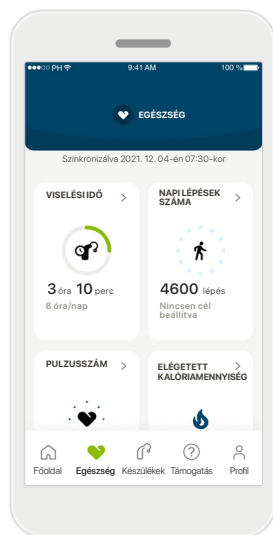 PH 9:41 AM 100 %
EGÉSZSÉG
Szinkronizálva 2021. 12. 04-én 07:30-kor
VISELÉSI IDŐ
3 óra 10 perc
8 óra/nap
NAPI LÉPÉSEK
SZÁMA
4600 lépés
Nincsen cél
beállítva
PULZUSSZÁM
ELÉGETETT
KALÓRIAMENNYISÉG
Főoldal Egészség Készülékek Támogatás Profil